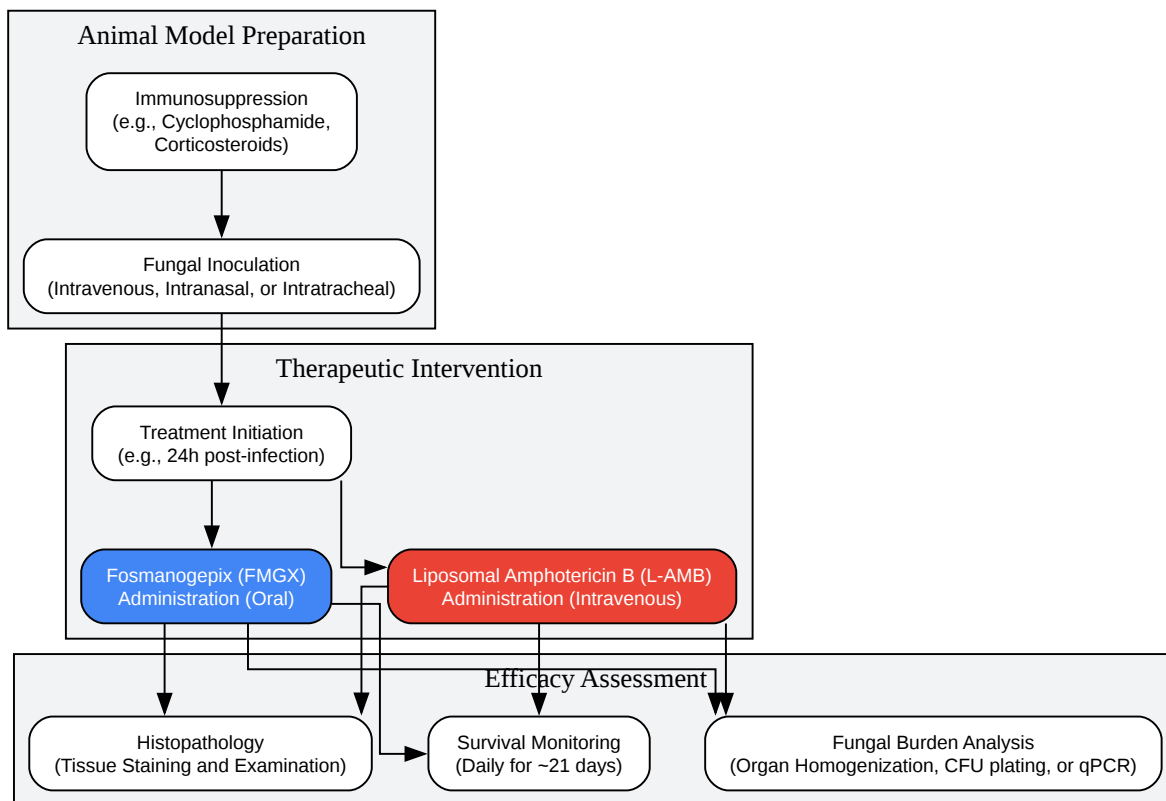 Animal Model Preparation
Immunosuppression
(e.g., Cyclophosphamide,
Corticosteroids)
Fungal Inoculation
(Intravenous, Intranasal, or Intratracheal)
Therapeutic Intervention
Treatment Initiation
(e.g., 24h post-infection)
Fosmanogepix (FMGX)
Administration (Oral)
Liposomal Amphotericin B (L-AMB)
Administration (Intravenous)
Efficacy Assessment
Histopathology
(Tissue Staining and Examination)
Survival Monitoring
(Daily for ~21 days)
Fungal Burden Analysis
(Organ Homogenization, CFU plating, or qPCR)